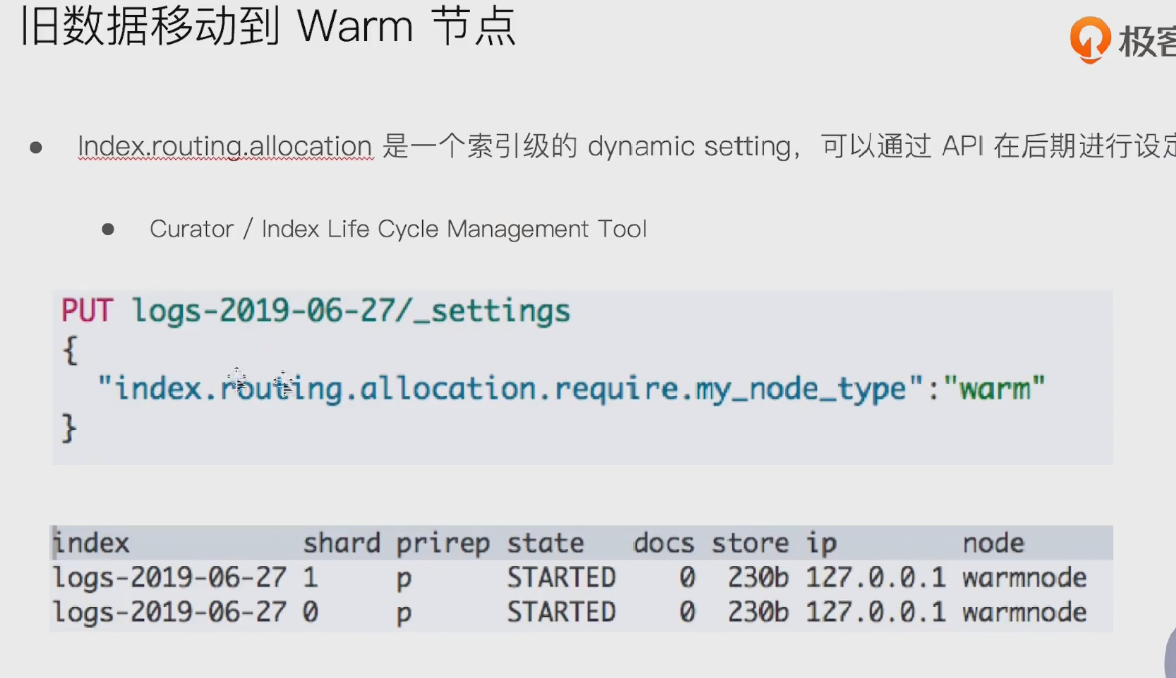 旧数据移动到 Warm 节点
极客
Index.routing.allocation 是一个索引级的 dynamic setting，可以通过 API 在后期进行设定
Curator / Index Life Cycle Management Tool
PUT logs-2019-06-27/_settings
{
"index.routing.allocation.require.my_node_type":"warm"
}
index shard prirep state docs store ip node
logs-2019-06-27 1 p STARTED 0 230b 127.0.0.1 warmnode
logs-2019-06-27 0 p STARTED 0 230b 127.0.0.1 warmnode